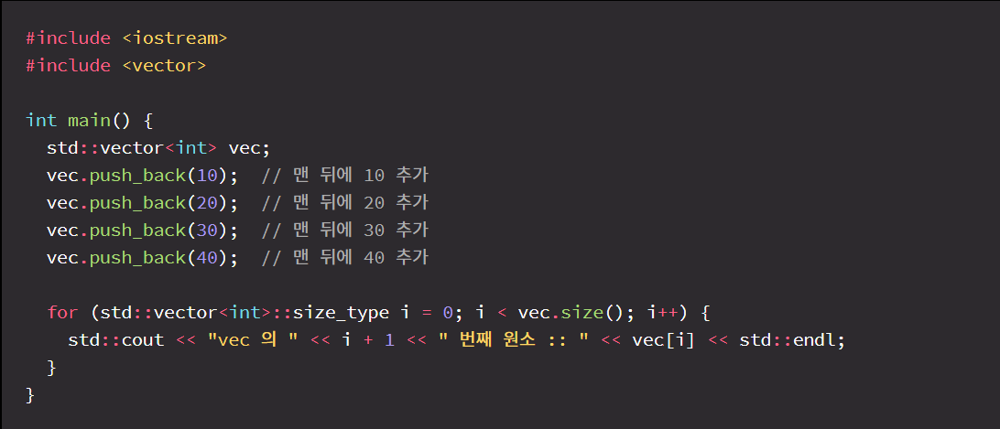 #include <iostream>
#include <vector>

int main() {
  std::vector<int> vec;
  vec.push_back(10);  // 맨 뒤에 10 추가
  vec.push_back(20);  // 맨 뒤에 20 추가
  vec.push_back(30);  // 맨 뒤에 30 추가
  vec.push_back(40);  // 맨 뒤에 40 추가

  for (std::vector<int>::size_type i = 0; i < vec.size(); i++) {
    std::cout << "vec 의 " << i + 1 << " 번째 원소 :: " << vec[i] << std::endl;
  }
}